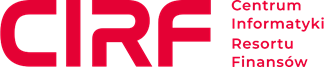 CIRF
Centrum
Informatyki
Resortu
Finansów